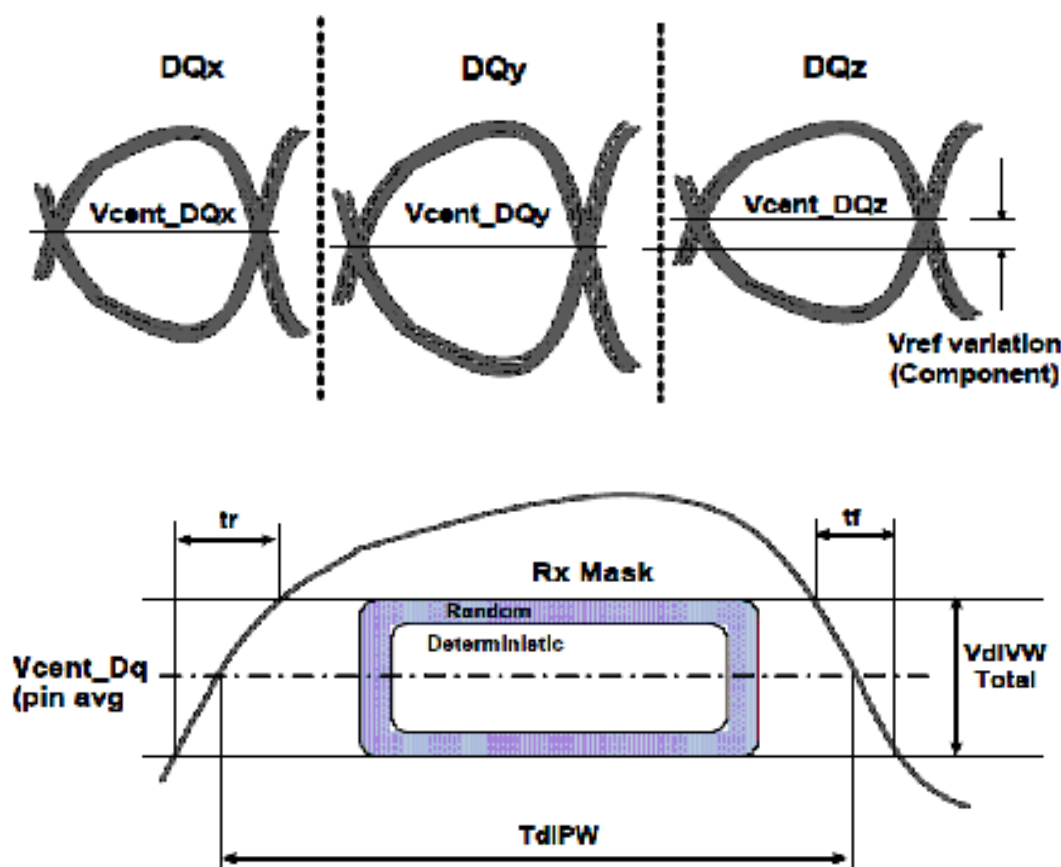 DQx
DQy
DQz
Vcent_DQx
Vcent_DQy
Vcent_DQz
Vref variation
(Component)
tr
tf
Rx Mask
Random
Deterministic
Vcent_Dq
(pin avg
VdIVW
Total
TdIPW